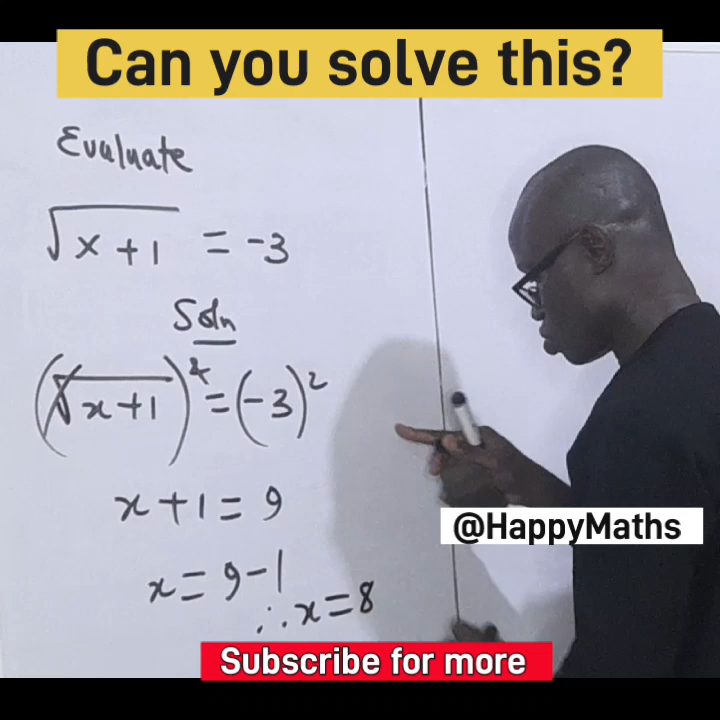 Can you solve this?
Evaluate
√x+1 = -3
Soln
(√x+1)² = (-3)²
x+1 = 9
x = 9-1
∴ x = 8
@HappyMaths
Subscribe for more